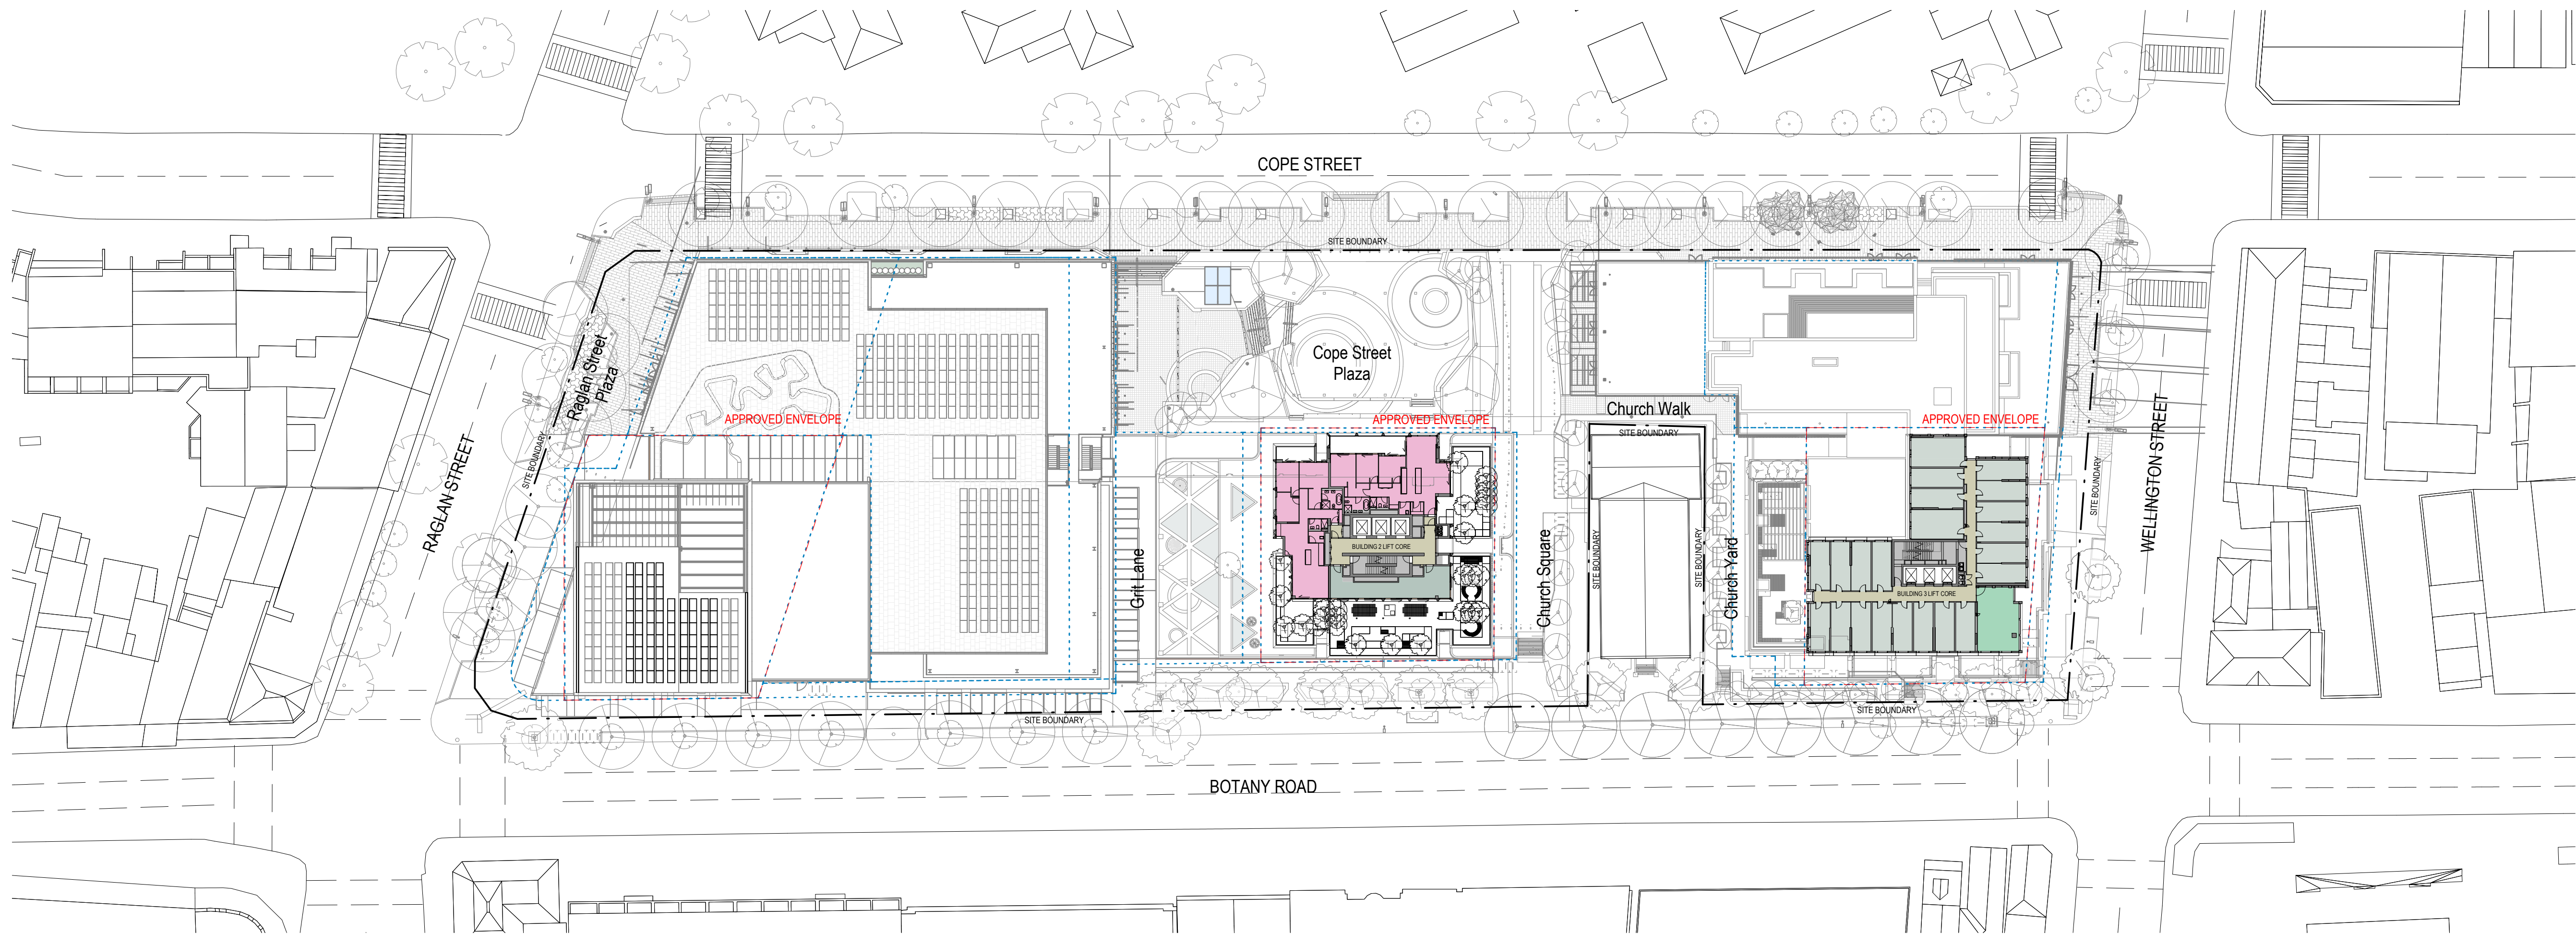 COPE STREET
SITE BOUNDARY
Raglan Street
Plaza
Cope Street
Plaza
APPROVED ENVELOPE
APPROVED ENVELOPE
APPROVED ENVELOPE
Church Walk
SITE BOUNDARY
RAGLAN STREET
SITE BOUNDARY
Grit Lane
BUILDING 2 LIFT CORE
Church Square
SITE BOUNDARY
SITE BOUNDARY
Church Yard
BUILDING 3 LIFT CORE
SITE BOUNDARY
WELLINGTON STREET
SITE BOUNDARY
SITE BOUNDARY
BOTANY ROAD